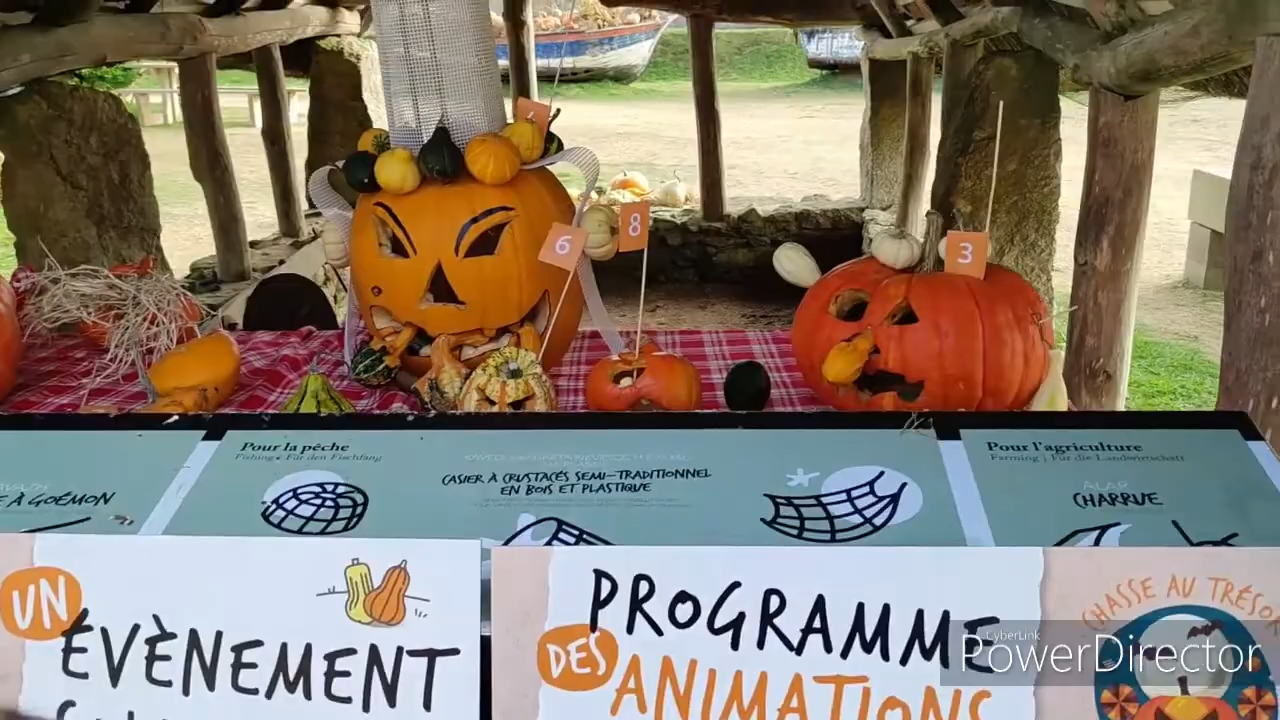 6
8
3
Pour la pêche
Fishing • Für den Fischfang
CASIER À CRUSTACÉS SEMI-TRADITIONNEL
EN BOIS ET PLASTIQUE
Pour l'agriculture
Farming | Für die Landwirtschaft
E À GOÉMON
ALAR
CHARRUE
UN
ÉVÈNEMENT
PROGRAMME
DES
ANIMATIONS
CHASSE AU TRÉSOR
CyberLink
PowerDirector